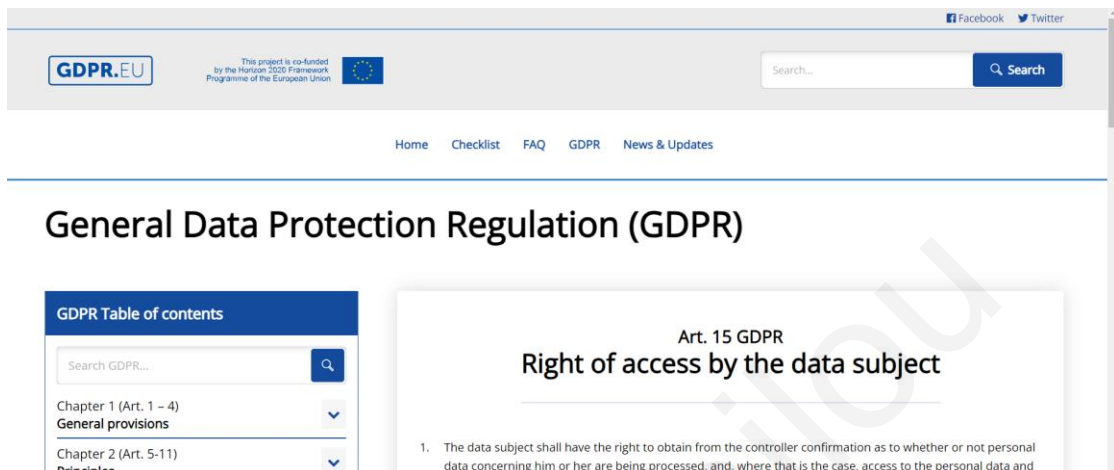 Facebook Twitter
GDPR.EU
This project is co-funded
by the Horizon 2020 Framework
Programme of the European Union
Search...
Search
Home Checklist FAQ GDPR News & Updates
General Data Protection Regulation (GDPR)
GDPR Table of contents
Search GDPR...
Chapter 1 (Art. 1 – 4)
General provisions
Chapter 2 (Art. 5-11)
Principles
Art. 15 GDPR
Right of access by the data subject
1. The data subject shall have the right to obtain from the controller confirmation as to whether or not personal
data concerning him or her are being processed, and, where that is the case, access to the personal data and